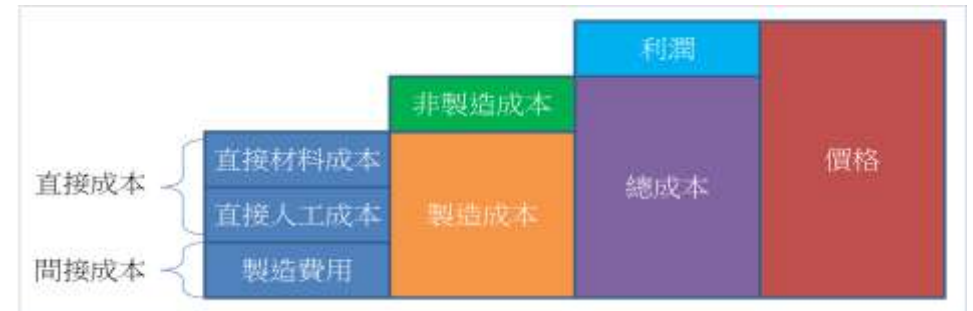 利潤
非製造成本
直接成本
直接材料成本
直接人工成本
製造成本
總成本
價格
間接成本
製造費用